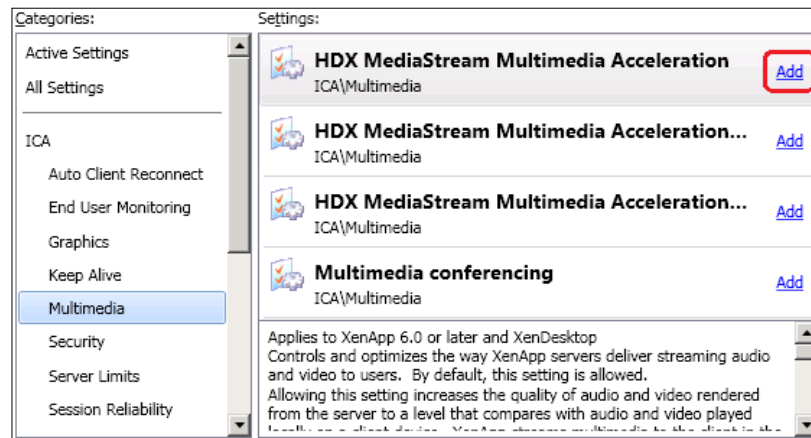 Categories:
Active Settings
All Settings
ICA
Auto Client Reconnect
End User Monitoring
Graphics
Keep Alive
Multimedia
Security
Server Limits
Session Reliability
Settings:
HDX MediaStream Multimedia Acceleration
ICA\Multimedia
Add
HDX MediaStream Multimedia Acceleration...
ICA\Multimedia
Add
HDX MediaStream Multimedia Acceleration...
ICA\Multimedia
Add
Multimedia conferencing
ICA\Multimedia
Add
Applies to XenApp 6.0 or later and XenDesktop
Controls and optimizes the way XenApp servers deliver streaming audio
and video to users.  By default, this setting is allowed.
Allowing this setting increases the quality of audio and video rendered
from the server to a level that compares with audio and video played